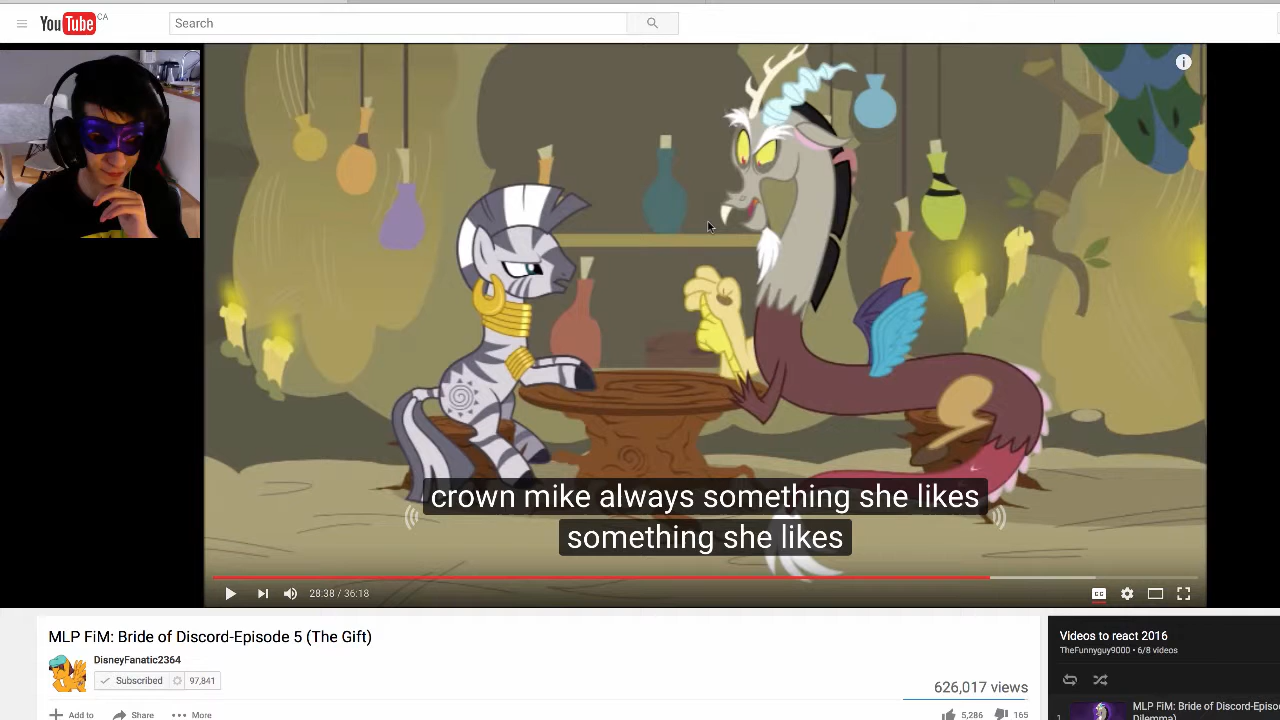 YouTube CA
Search
crown mike always something she likes
something she likes
28:38 / 36:18
CC
MLP FiM: Bride of Discord-Episode 5 (The Gift)
DisneyFanatic2364
Subscribed 97,841
626,017 views
Add to Share More
5,286 165
Videos to react 2016
TheFunnyguy9000 • 6/8 videos
1
MLP FiM: Bride of Discord-Episo
Dilemma)